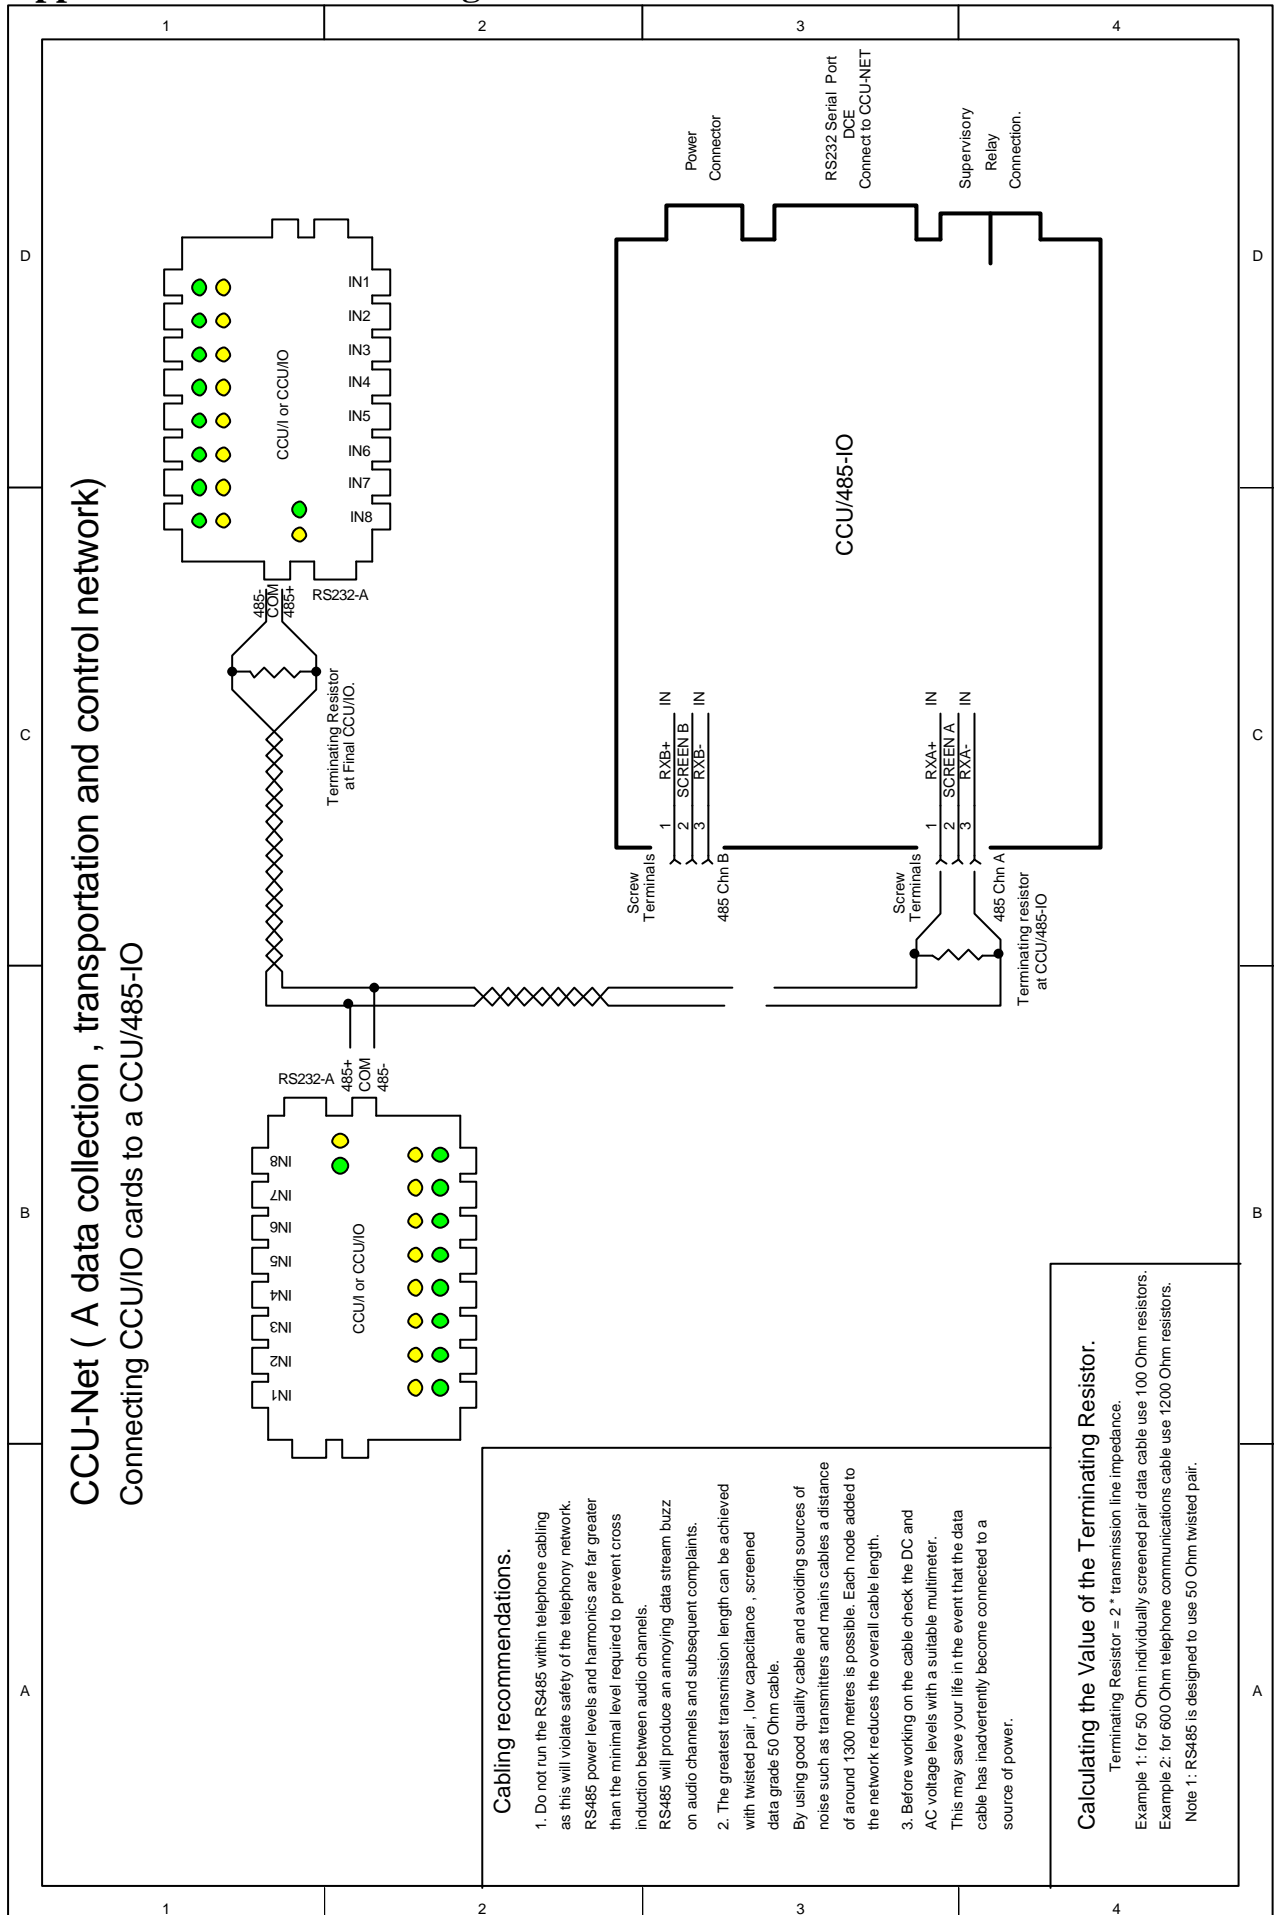 1
2
3
4
D
C
B
A
D
C
B
A
1
2
3
4
CCU-Net ( A data collection , transportation and control network)
Connecting CCU/IO cards to a CCU/485-IO
IN1
IN2
IN3
IN4
IN5
IN6
IN7
IN8
CCU/I or CCU/IO
485-
COM
485+
RS232-A
Terminating Resistor
at Final CCU/IO.
RS232-A
485+
COM
485-
IN8
IN7
IN6
IN5
IN4
IN3
IN2
IN1
CCU/I or CCU/IO
Power
Connector
RS232 Serial Port
DCE
Connect to CCU-NET
Supervisory
Relay
Connection.
CCU/485-IO
Screw
Terminals
1 RXB+ IN
2 SCREEN B
3 RXB- IN
485 Chn B
Screw
Terminals
1 RXA+ IN
2 SCREEN A
3 RXA- IN
485 Chn A
Terminating resistor
at CCU/485-IO
Cabling recommendations.
1. Do not run the RS485 within telephone cabling
as this will violate safety of the telephony network.
RS485 power levels and harmonics are far greater
than the minimal level required to prevent cross
induction between audio channels.
RS485 will produce an annoying data stream buzz
on audio channels and subsequent complaints.
2. The greatest transmission length can be achieved
with twisted pair , low capacitance , screened
data grade 50 Ohm cable.
By using good quality cable and avoiding sources of
noise such as transmitters and mains cables a distance
of around 1300 metres is possible. Each node added to
the network reduces the overall cable length.
3. Before working on the cable check the DC and
AC voltage levels with a suitable multimeter.
This may save your life in the event that the data
cable has inadvertently become connected to a
source of power.
Calculating the Value of the Terminating Resistor.
Terminating Resistor = 2 * transmission line impedance.
Example 1: for 50 Ohm individually screened pair data cable use 100 Ohm resistors.
Example 2: for 600 Ohm telephone communications cable use 1200 Ohm resistors.
Note 1: RS485 is designed to use 50 Ohm twisted pair.